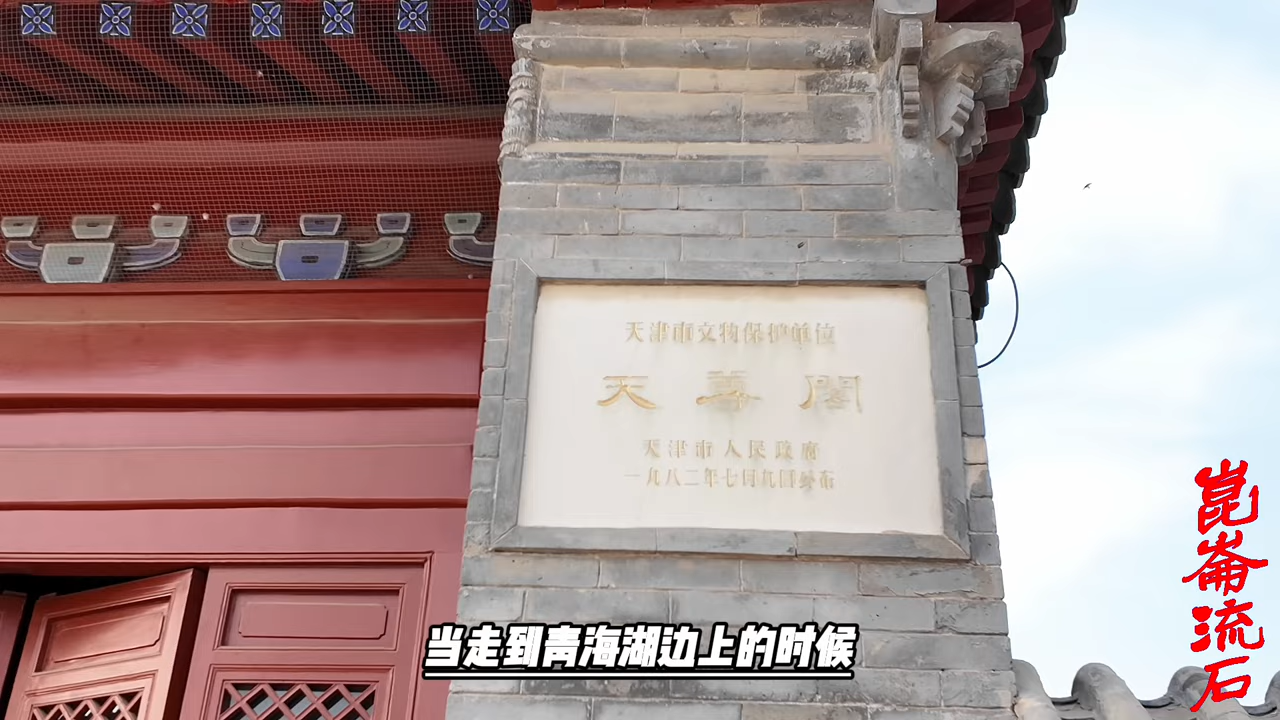 天津市文物保护单位
天尊阁
天津市人民政府
一九八二年七月九日公布
当走到青海湖边上的时候
崑崙流石